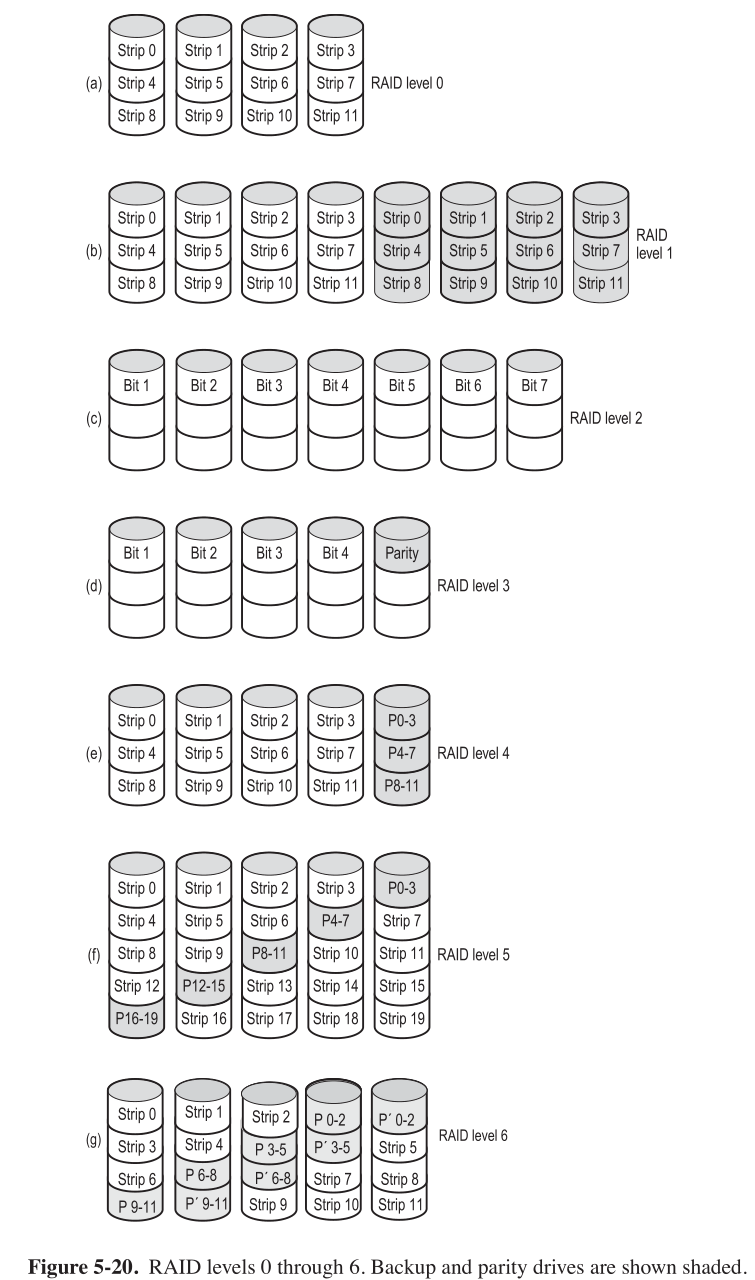 Strip 0 Strip 1 Strip 2 Strip 3
(a) Strip 4 Strip 5 Strip 6 Strip 7 RAID level 0
Strip 8 Strip 9 Strip 10 Strip 11
Strip 0 Strip 1 Strip 2 Strip 3 Strip 0 Strip 1 Strip 2 Strip 3
(b) Strip 4 Strip 5 Strip 6 Strip 7 Strip 4 Strip 5 Strip 6 Strip 7 RAID level 1
Strip 8 Strip 9 Strip 10 Strip 11 Strip 8 Strip 9 Strip 10 Strip 11
Bit 1 Bit 2 Bit 3 Bit 4 Bit 5 Bit 6 Bit 7
(c) RAID level 2
Bit 1 Bit 2 Bit 3 Bit 4 Parity
(d) RAID level 3
Strip 0 Strip 1 Strip 2 Strip 3 P0-3
(e) Strip 4 Strip 5 Strip 6 Strip 7 P4-7 RAID level 4
Strip 8 Strip 9 Strip 10 Strip 11 P8-11
Strip 0 Strip 1 Strip 2 Strip 3 P0-3
Strip 4 Strip 5 Strip 6 P4-7 Strip 7
(f) Strip 8 Strip 9 P8-11 Strip 10 Strip 11 RAID level 5
Strip 12 P12-15 Strip 13 Strip 14 Strip 15
P16-19 Strip 16 Strip 17 Strip 18 Strip 19
Strip 0 Strip 1 Strip 2 P 0-2 P´ 0-2
(g) Strip 3 Strip 4 P 3-5 P´ 3-5 Strip 5 RAID level 6
Strip 6 P 6-8 P´ 6-8 Strip 7 Strip 8
P 9-11 P´ 9-11 Strip 9 Strip 10 Strip 11
Figure 5-20. RAID levels 0 through 6. Backup and parity drives are shown shaded.